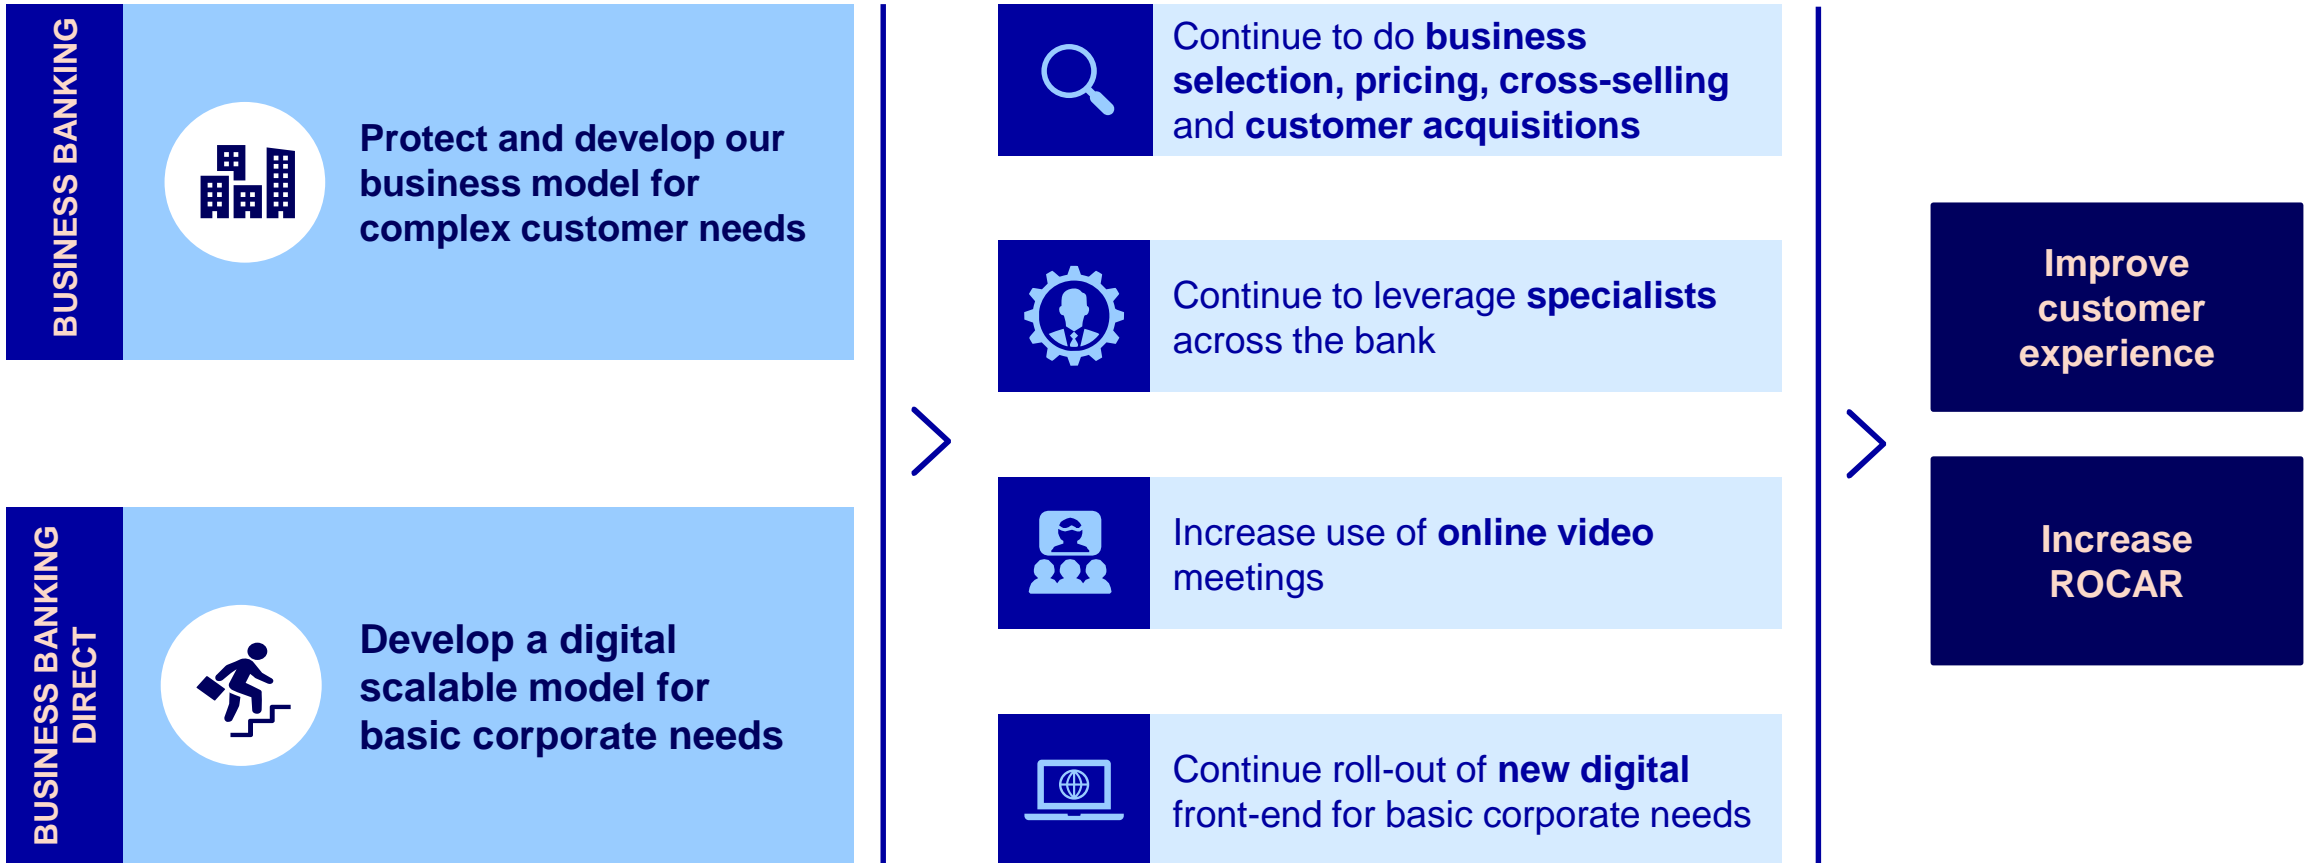 BUSINESS BANKING
Protect and develop our
business model for
complex customer needs
BUSINESS BANKING
DIRECT
Develop a digital
scalable model for
basic corporate needs
Continue to do business
selection, pricing, cross-selling
and customer acquisitions
Continue to leverage specialists
across the bank
Increase use of online video
meetings
Continue roll-out of new digital
front-end for basic corporate needs
Improve
customer
experience
Increase
ROCAR